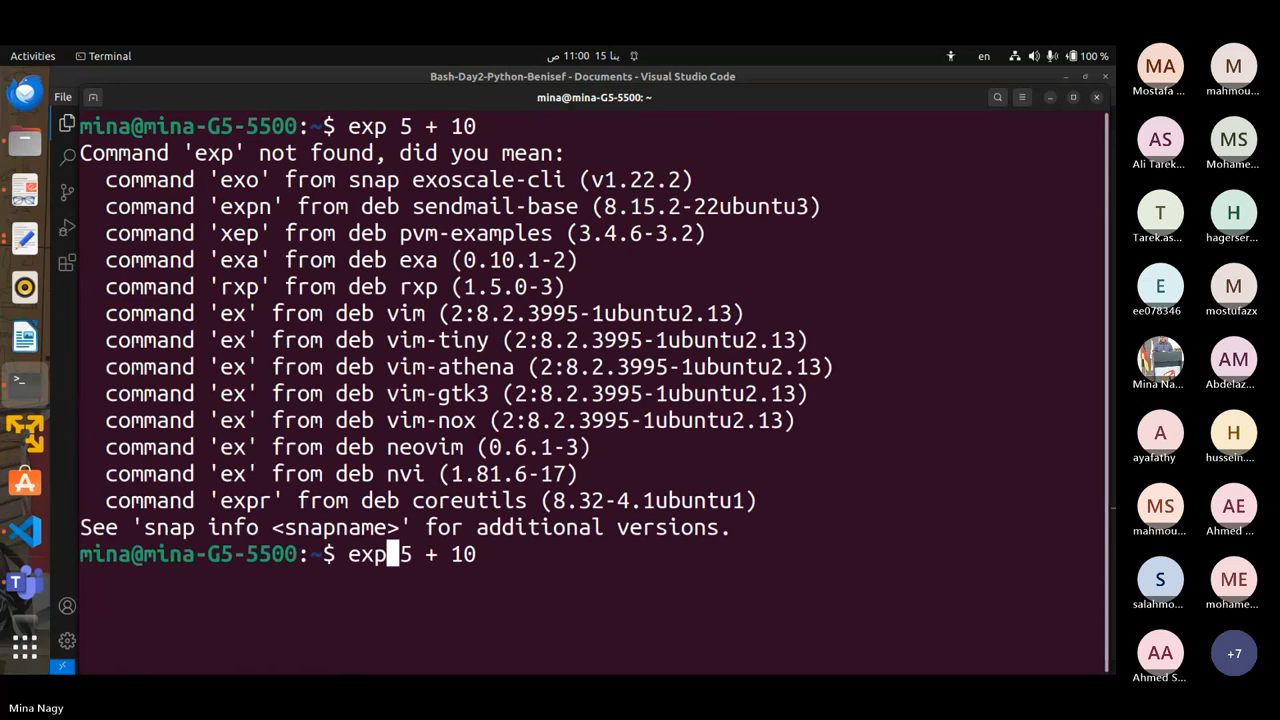 Activities
Terminal
ص 11:00 15 ينا
en
100 %
Bash-Day2-Python-Benisef - Documents - Visual Studio Code
File
mina@mina-G5-5500: ~
mina@mina-G5-5500:~$ exp 5 + 10
Command 'exp' not found, did you mean:
command 'exo' from snap exoscale-cli (v1.22.2)
command 'expn' from deb sendmail-base (8.15.2-22ubuntu3)
command 'xep' from deb pvm-examples (3.4.6-3.2)
command 'exa' from deb exa (0.10.1-2)
command 'rxp' from deb rxp (1.5.0-3)
command 'ex' from deb vim (2:8.2.3995-1ubuntu2.13)
command 'ex' from deb vim-tiny (2:8.2.3995-1ubuntu2.13)
command 'ex' from deb vim-athena (2:8.2.3995-1ubuntu2.13)
command 'ex' from deb vim-gtk3 (2:8.2.3995-1ubuntu2.13)
command 'ex' from deb vim-nox (2:8.2.3995-1ubuntu2.13)
command 'ex' from deb neovim (0.6.1-3)
command 'ex' from deb nvi (1.81.6-17)
command 'expr' from deb coreutils (8.32-4.1ubuntu1)
See 'snap info <snapname>' for additional versions.
mina@mina-G5-5500:~$ exp 5 + 10
MA
Mostafa ...
M
mahmou...
AS
Ali Tarek...
MS
Mohame...
T
Tarek.as...
H
hagerser...
E
ee078346
M
mostufazx
Mina Na...
AM
Abdelaz...
A
ayafathy
H
hussein....
MS
mahmou...
AE
Ahmed ...
S
salahmo...
ME
mohame...
AA
Ahmed S...
+7
Mina Nagy